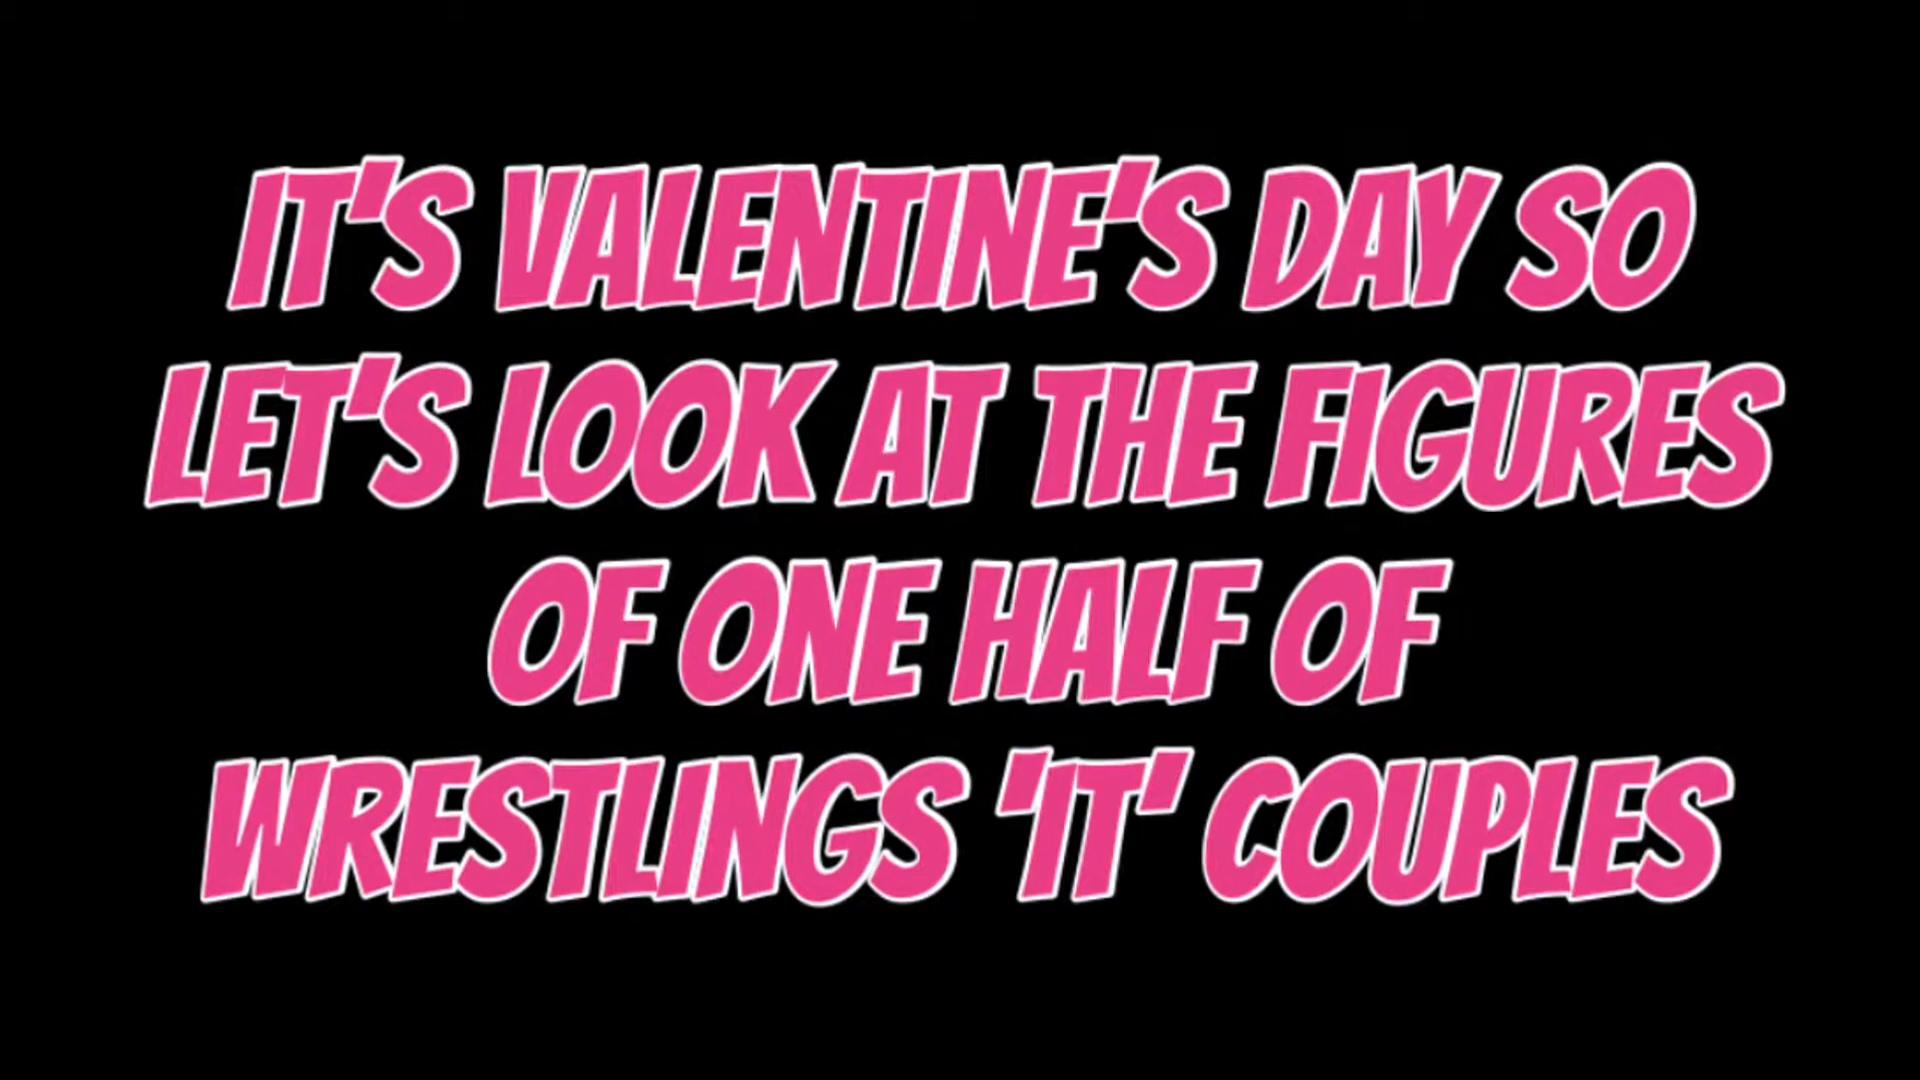 IT'S VALENTINE'S DAY SO
LET'S LOOK AT THE FIGURES
OF ONE HALF OF
WRESTLINGS 'IT' COUPLES